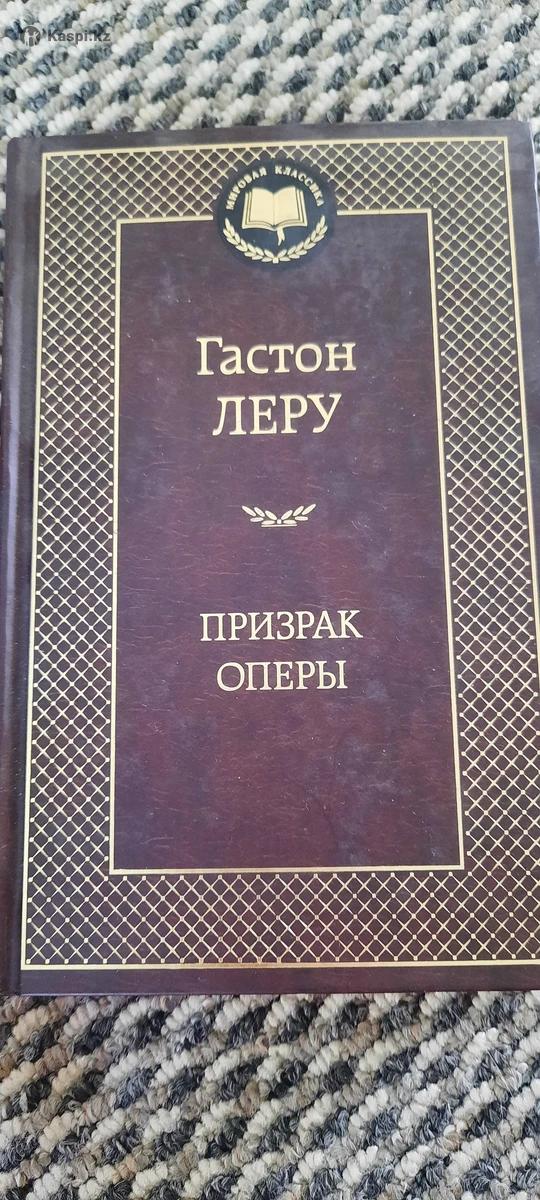 Kaspi.kz
МИРОВАЯ КЛАССИКА
Гастон
ЛЕРУ
ПРИЗРАК
ОПЕРЫ